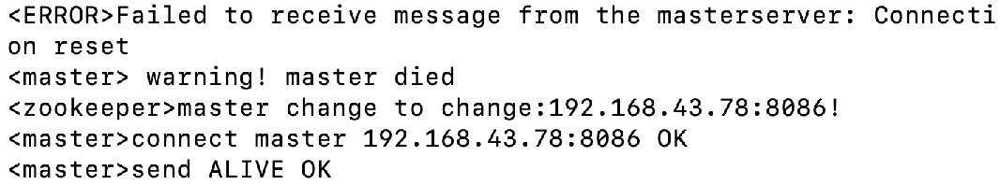 <ERROR>Failed to receive message from the masterserver: Connecti
on reset
<master> warning! master died
<zookeeper>master change to change:192.168.43.78:8086!
<master>connect master 192.168.43.78:8086 OK
<master>send ALIVE OK